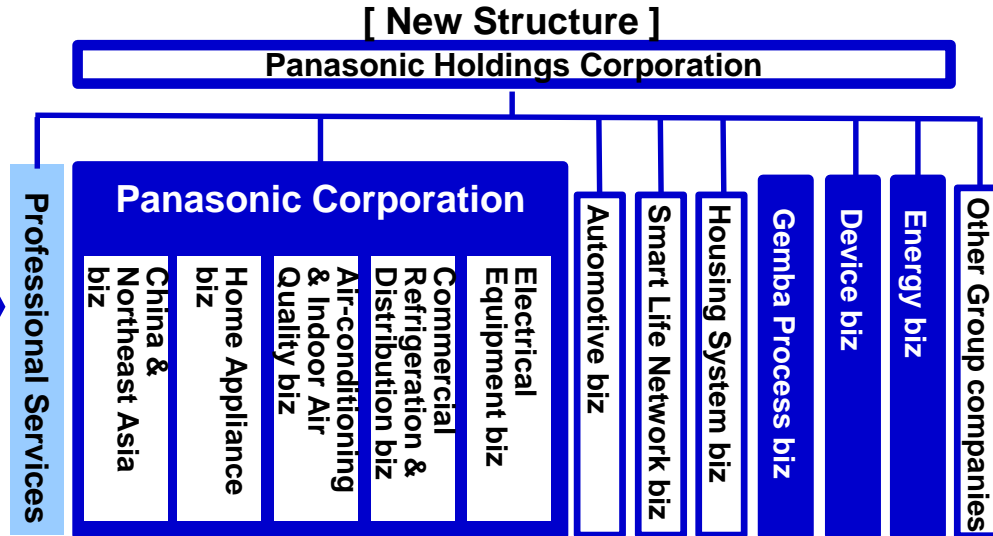 [ New Structure ]
Panasonic Holdings Corporation
Professional Services
Panasonic Corporation
China &
Northeast Asia
biz
Home Appliance
biz
Air-conditioning
& Indoor Air
Quality biz
Commercial
Refrigeration &
Distribution biz
Electrical
Equipment biz
Automotive biz
Smart Life Network biz
Housing System biz
Gemba Process biz
Device biz
Energy biz
Other Group companies